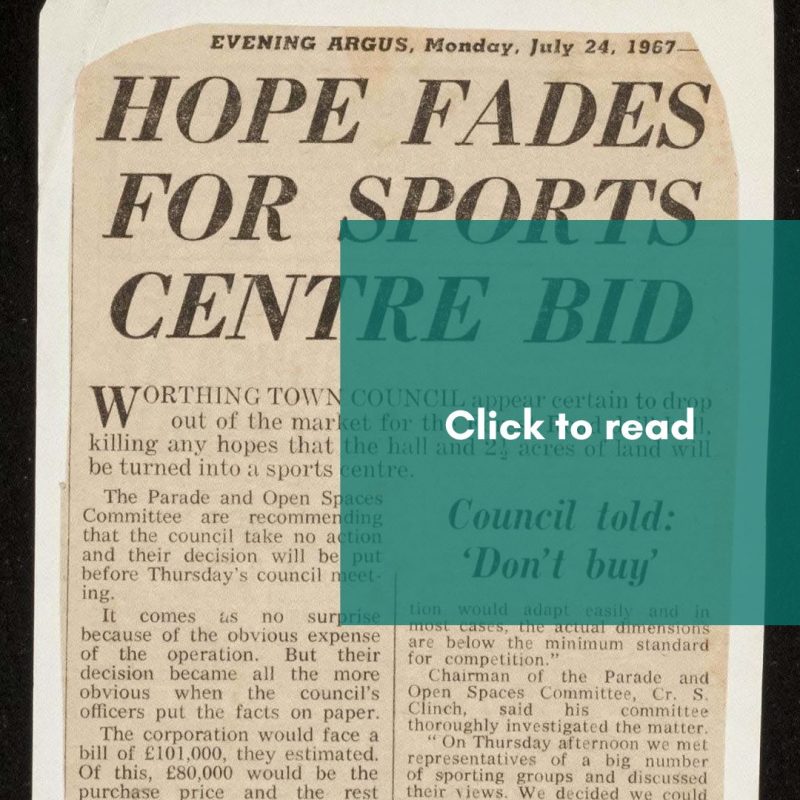 EVENING ARGUS, Monday, July 24, 1967—
HOPE FADES
FOR SPORTS
CENTRE BID
WORTHING TOWN COUNCIL appear certain to drop
out of the market for the
killing any hopes that the hall and 2½ acres of land will
be turned into a sports centre.
Click to read
The Parade and Open Spaces
Committee are recommending
that the council take no action
and their decision will be put
before Thursday's council meet-
ing.
It comes as no surprise
because of the obvious expense
of the operation. But their
decision became all the more
obvious when the council's
officers put the facts on paper.
The corporation would face a
bill of £101,000, they estimated.
Of this, £80,000 would be the
purchase price and the rest
Council told:
‘Don't buy’
tion would adapt easily and in
most cases, the actual dimensions
are below the minimum standard
for competition."
Chairman of the Parade and
Open Spaces Committee, Cr. S.
Clinch, said his committee
thoroughly investigated the matter.
"On Thursday afternoon we met
representatives of a big number
of sporting groups and discussed
their views. We decided we could